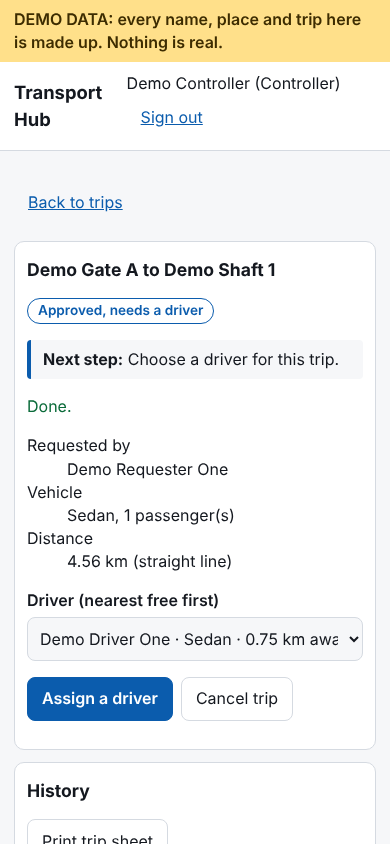 DEMO DATA: every name, place and trip here
is made up. Nothing is real.
Transport
Hub
Demo Controller (Controller)
Sign out
Back to trips
Demo Gate A to Demo Shaft 1
Approved, needs a driver
Next step: Choose a driver for this trip.
Done.
Requested by
Demo Requester One
Vehicle
Sedan, 1 passenger(s)
Distance
4.56 km (straight line)
Driver (nearest free first)
Demo Driver One · Sedan · 0.75 km awa
Assign a driver
Cancel trip
History
Print trip sheet